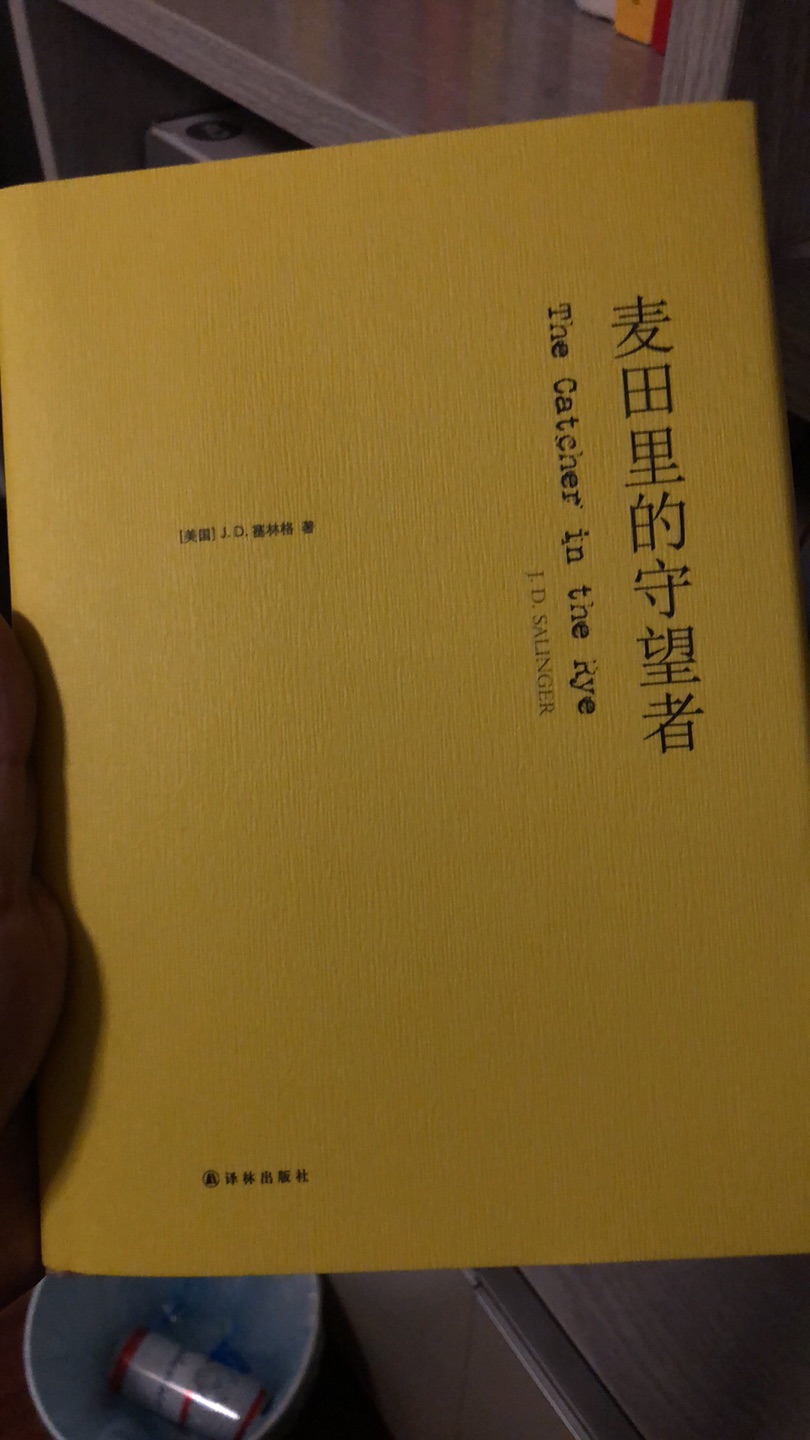 麦田里的守望者
The Catcher in the Rye
J. D. SALINGER
[美国] J. D. 塞林格 著
译林出版社